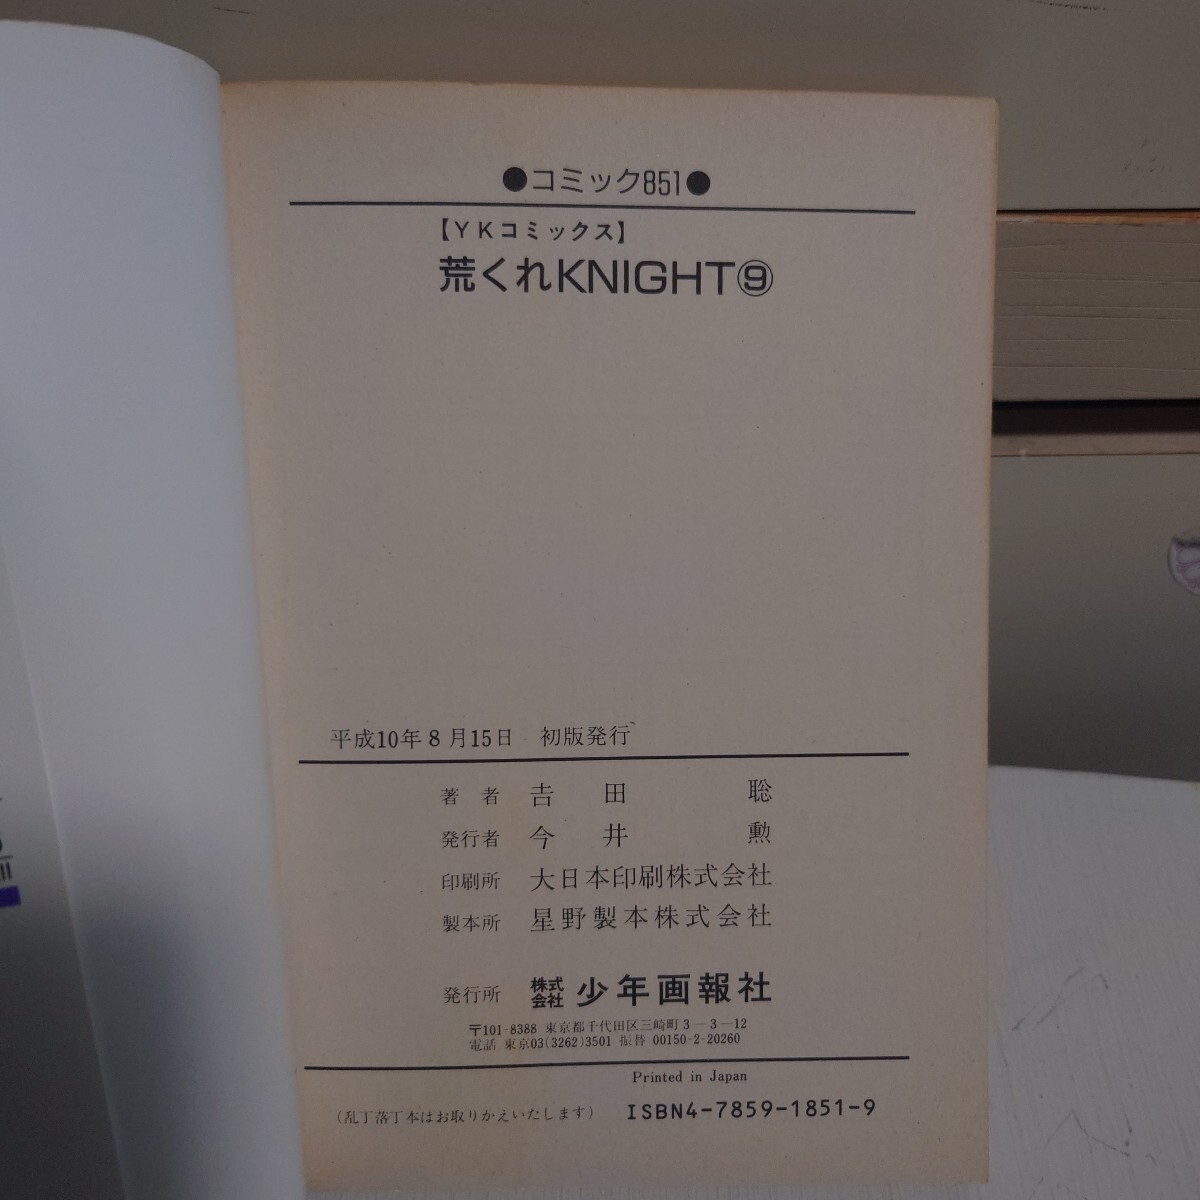 ●コミック851●
【YKコミックス】
荒くれKNIGHT⑨
平成10年8月15日 初版発行
著者 吉田聡
発行者 今井勲
印刷所 大日本印刷株式会社
製本所 星野製本株式会社
発行所 株式会社 少年画報社
〒101-8388 東京都千代田区三崎町3-3-12
電話 東京03(3262)3501 振替 00150-2-20260
Printed in Japan
(乱丁落丁本はお取りかえいたします) ISBN4-7859-1851-9